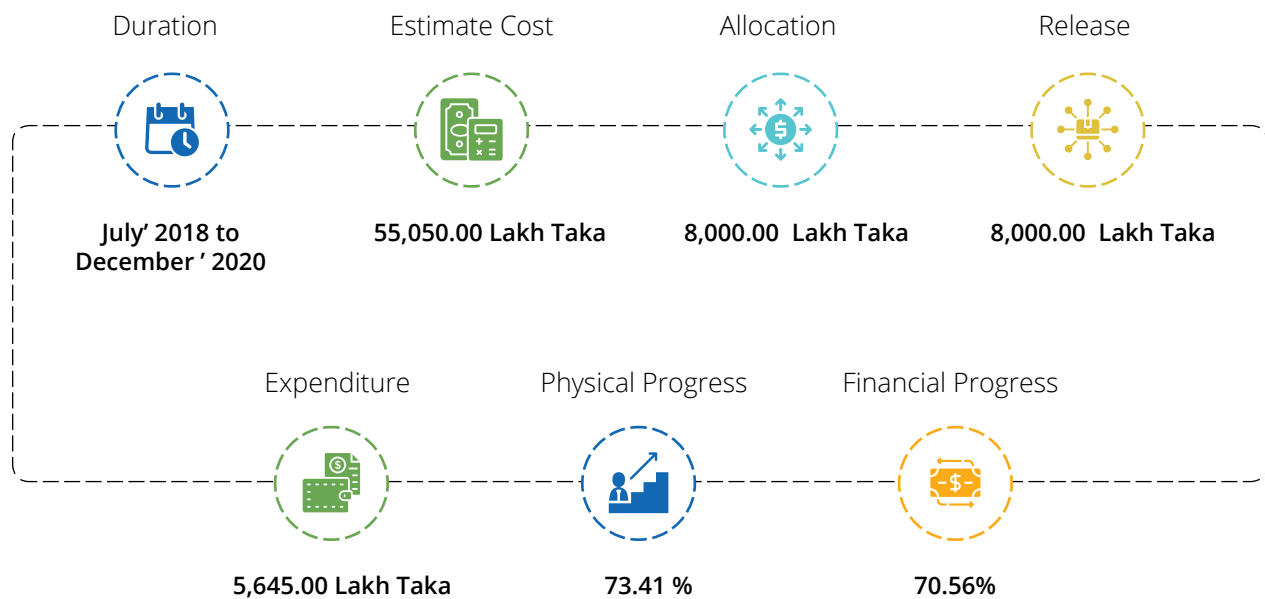 Duration
Estimate Cost
Allocation
Release
July’ 2018 to
December ’ 2020
55,050.00 Lakh Taka
8,000.00 Lakh Taka
8,000.00 Lakh Taka
Expenditure
Physical Progress
Financial Progress
5,645.00 Lakh Taka
73.41 %
70.56%